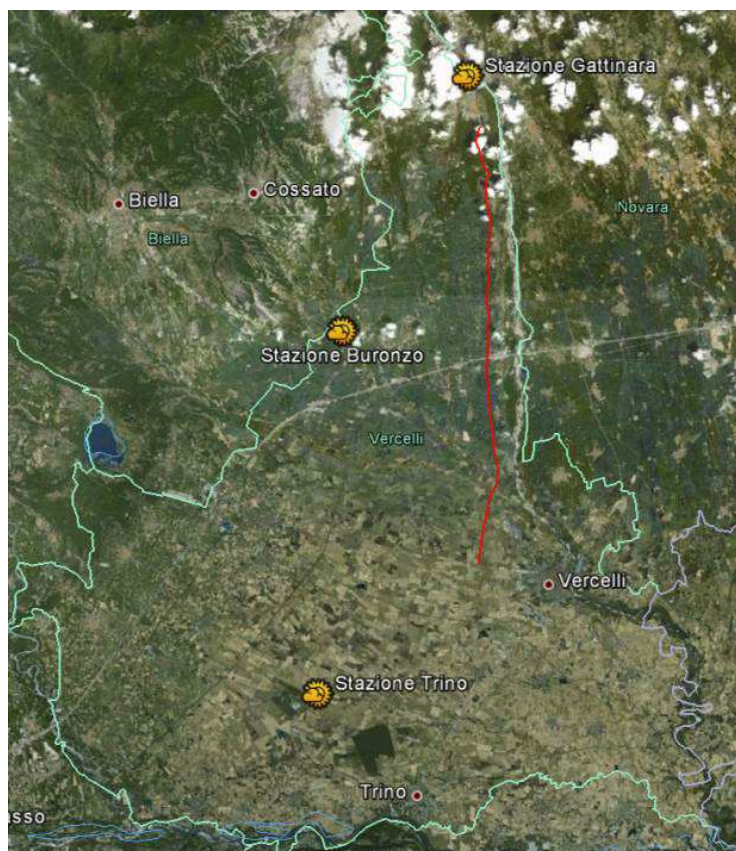 Stazione Gattinara
Cossato
Biella
Novara
Biella
Stazione Buronzo
Vercelli
Vercelli
Stazione Trino
Trino
asso